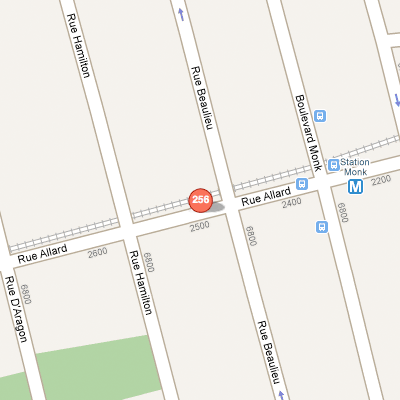 Rue Hamilton
Rue Beaulieu
Boulevard Monk
Station
Monk
M
2200
256
Rue Allard
2400
2500
6800
6800
Rue Allard
2600
6800
6800
Rue D'Aragon
Rue Hamilton
Rue Beaulieu